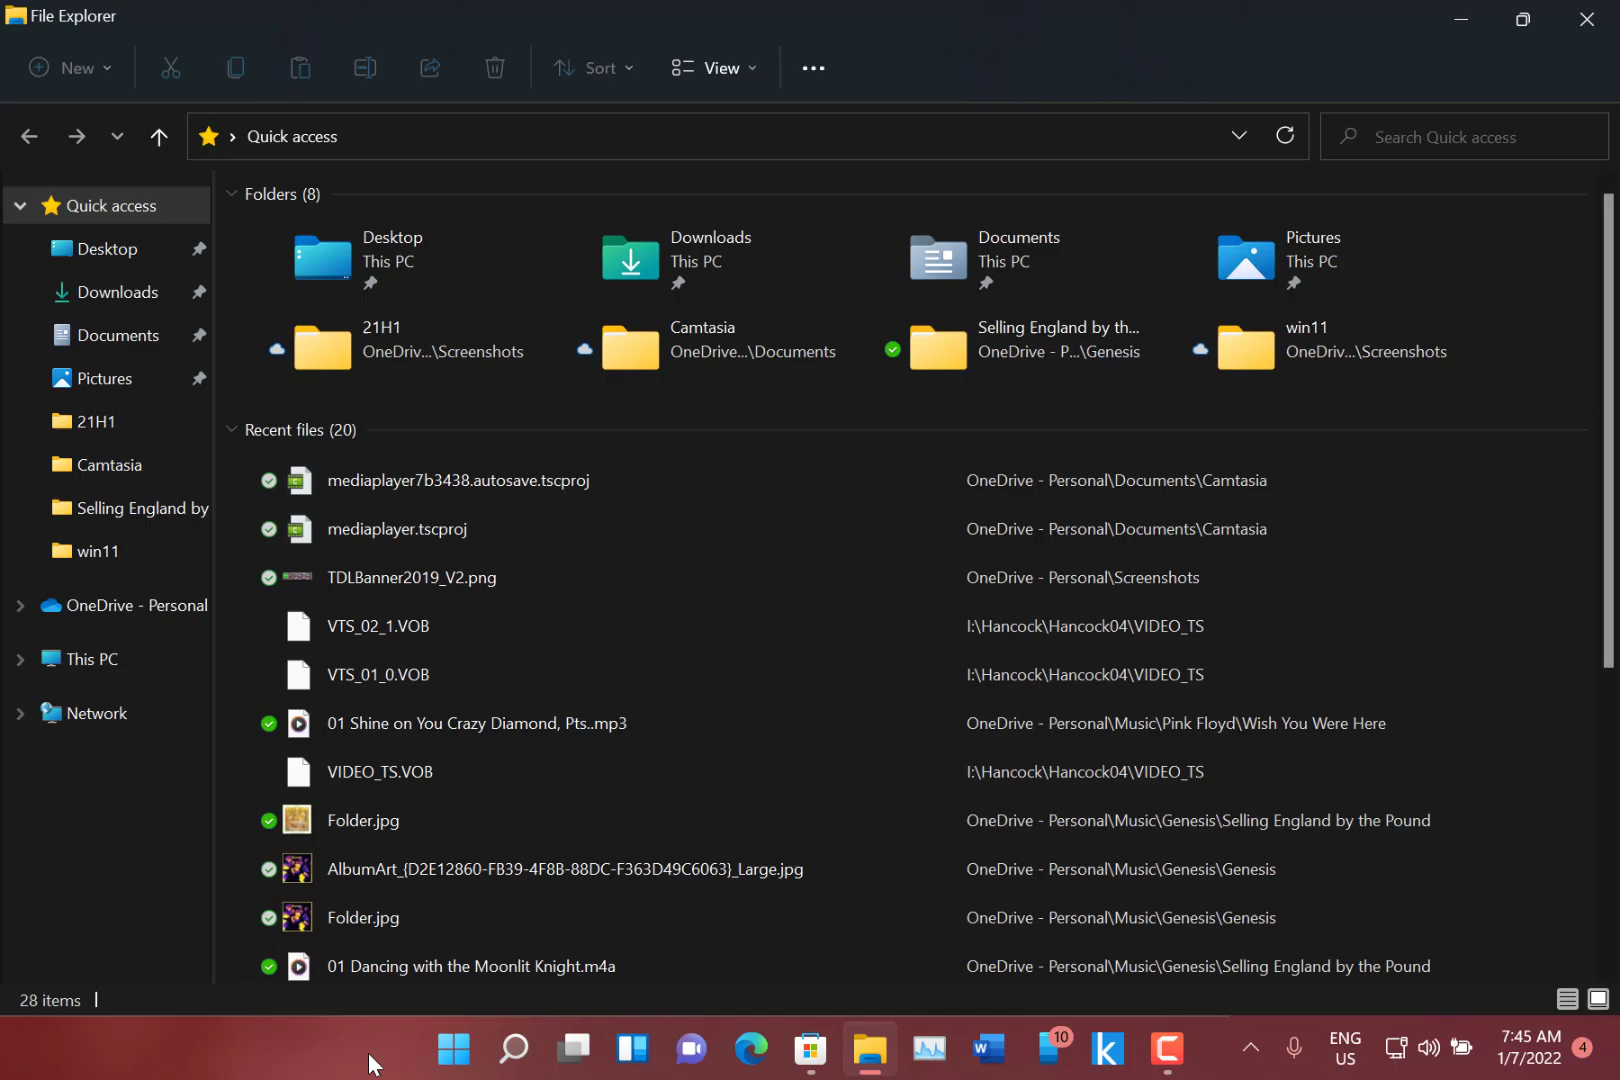 File Explorer
New
Sort
View
Quick access
Search Quick access
Quick access
Desktop
Downloads
Documents
Pictures
21H1
Camtasia
Selling England by
win11
OneDrive - Personal
This PC
Network
Folders (8)
Desktop
This PC
Downloads
This PC
Documents
This PC
Pictures
This PC
21H1
OneDriv...\Screenshots
Camtasia
OneDrive...\Documents
Selling England by th...
OneDrive - P...\Genesis
win11
OneDriv...\Screenshots
Recent files (20)
mediaplayer7b3438.autosave.tscproj OneDrive - Personal\Documents\Camtasia
mediaplayer.tscproj OneDrive - Personal\Documents\Camtasia
TDLBanner2019_V2.png OneDrive - Personal\Screenshots
VTS_02_1.VOB I:\Hancock\Hancock04\VIDEO_TS
VTS_01_0.VOB I:\Hancock\Hancock04\VIDEO_TS
01 Shine on You Crazy Diamond, Pts..mp3 OneDrive - Personal\Music\Pink Floyd\Wish You Were Here
VIDEO_TS.VOB I:\Hancock\Hancock04\VIDEO_TS
Folder.jpg OneDrive - Personal\Music\Genesis\Selling England by the Pound
AlbumArt_{D2E12860-FB39-4F8B-88DC-F363D49C6063}_Large.jpg OneDrive - Personal\Music\Genesis\Genesis
Folder.jpg OneDrive - Personal\Music\Genesis\Genesis
01 Dancing with the Moonlit Knight.m4a OneDrive - Personal\Music\Genesis\Selling England by the Pound
28 items
W
10
k
C
ENG
US
7:45 AM
1/7/2022
4